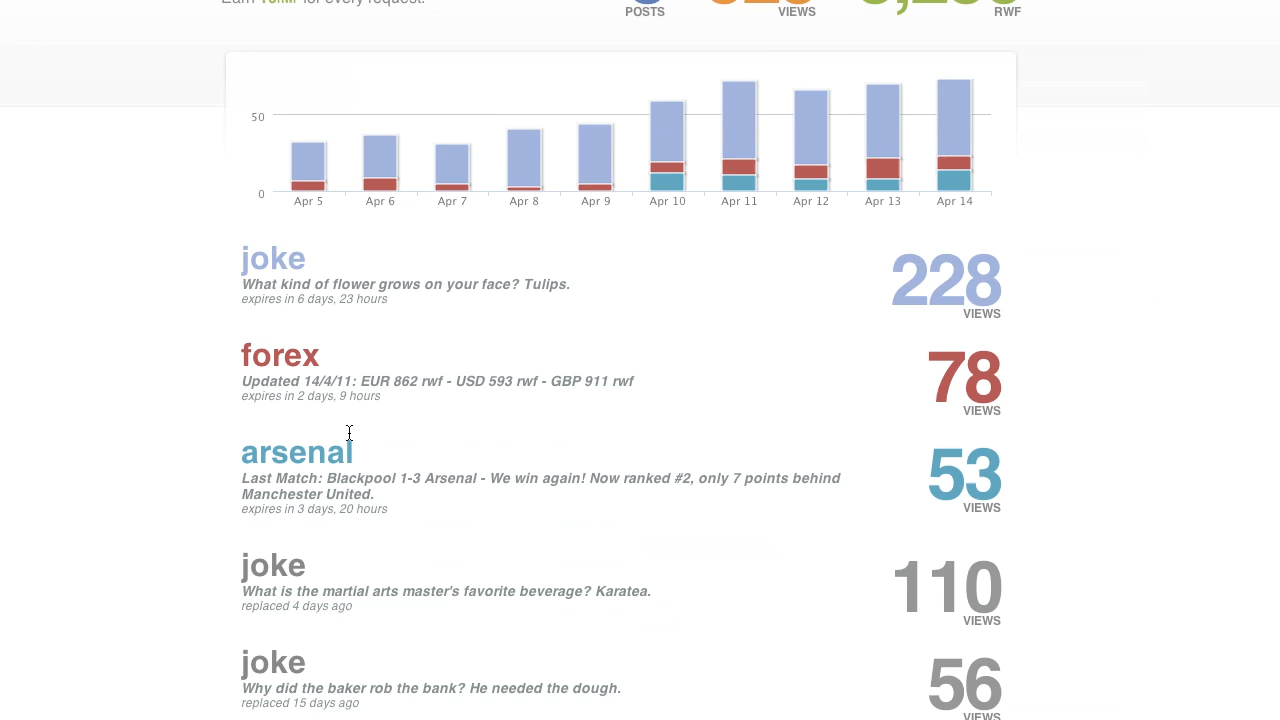 for every request.
POSTS VIEWS RWF
50
0
Apr 5 Apr 6 Apr 7 Apr 8 Apr 9 Apr 10 Apr 11 Apr 12 Apr 13 Apr 14
joke
What kind of flower grows on your face? Tulips.
expires in 6 days, 23 hours
228
VIEWS
forex
Updated 14/4/11: EUR 862 rwf - USD 593 rwf - GBP 911 rwf
expires in 2 days, 9 hours
78
VIEWS
arsenal
Last Match: Blackpool 1-3 Arsenal - We win again! Now ranked #2, only 7 points behind
Manchester United.
expires in 3 days, 20 hours
53
VIEWS
joke
What is the martial arts master's favorite beverage? Karatea.
replaced 4 days ago
110
VIEWS
joke
Why did the baker rob the bank? He needed the dough.
replaced 15 days ago
56
VIEWS